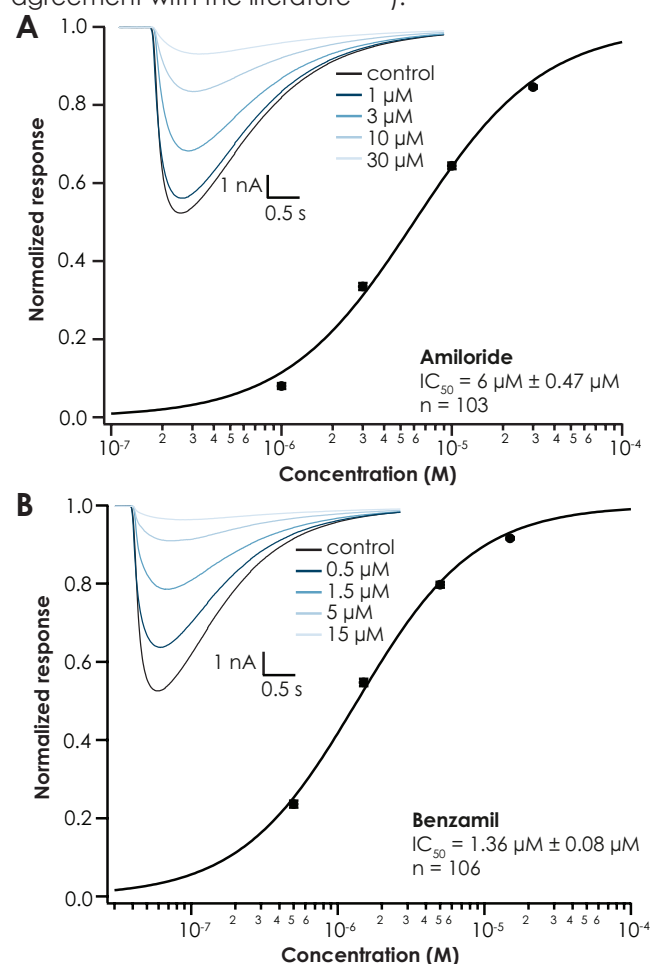 agreement with the literature
).
A
1.0
0.8
0.6
0.4
0.2
0.0
Normalized response
control
1 µM
3 µM
10 µM
30 µM
1 nA
0.5 s
Amiloride
IC50 = 6 µM ± 0.47 µM
n = 103
10-7 2 3 4 5 6 10-6 2 3 4 5 6 10-5 2 3 4 5 6 10-4
Concentration (M)
B
1.0
0.8
0.6
0.4
0.2
0.0
Normalized response
control
0.5 µM
1.5 µM
5 µM
15 µM
1 nA
0.5 s
Benzamil
IC50 = 1.36 µM ± 0.08 µM
n = 106
10-7 2 3 4 5 6 10-6 2 3 4 5 6 10-5 2 3 4 5 6 10-4
Concentration (M)